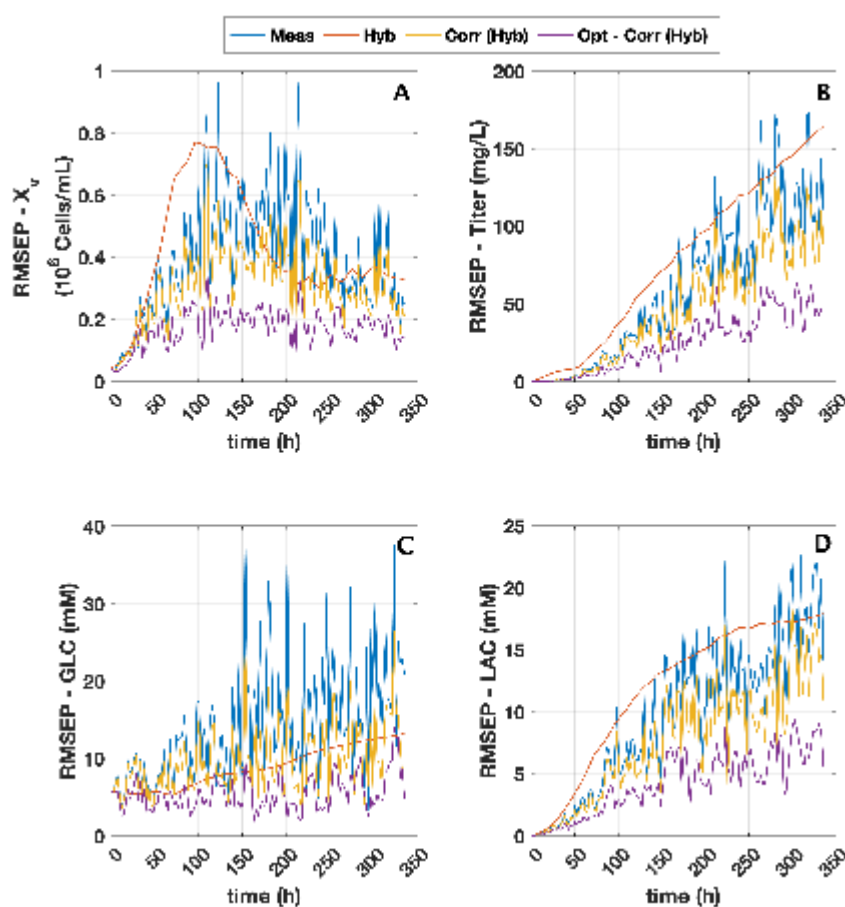 Meas Hyb Corr (Hyb) Opt - Corr (Hyb)
A
RMSEP - Xv
(10^6 Cells/mL)
1
0.8
0.6
0.4
0.2
0
0 50 100 150 200 250 300 350
time (h)
B
RMSEP - Titer (mg/L)
200
150
100
50
0
0 50 100 150 200 250 300 350
time (h)
C
RMSEP - GLC (mM)
40
30
20
10
0
0 50 100 150 200 250 300 350
time (h)
D
RMSEP - LAC (mM)
25
20
15
10
5
0
0 50 100 150 200 250 300 350
time (h)